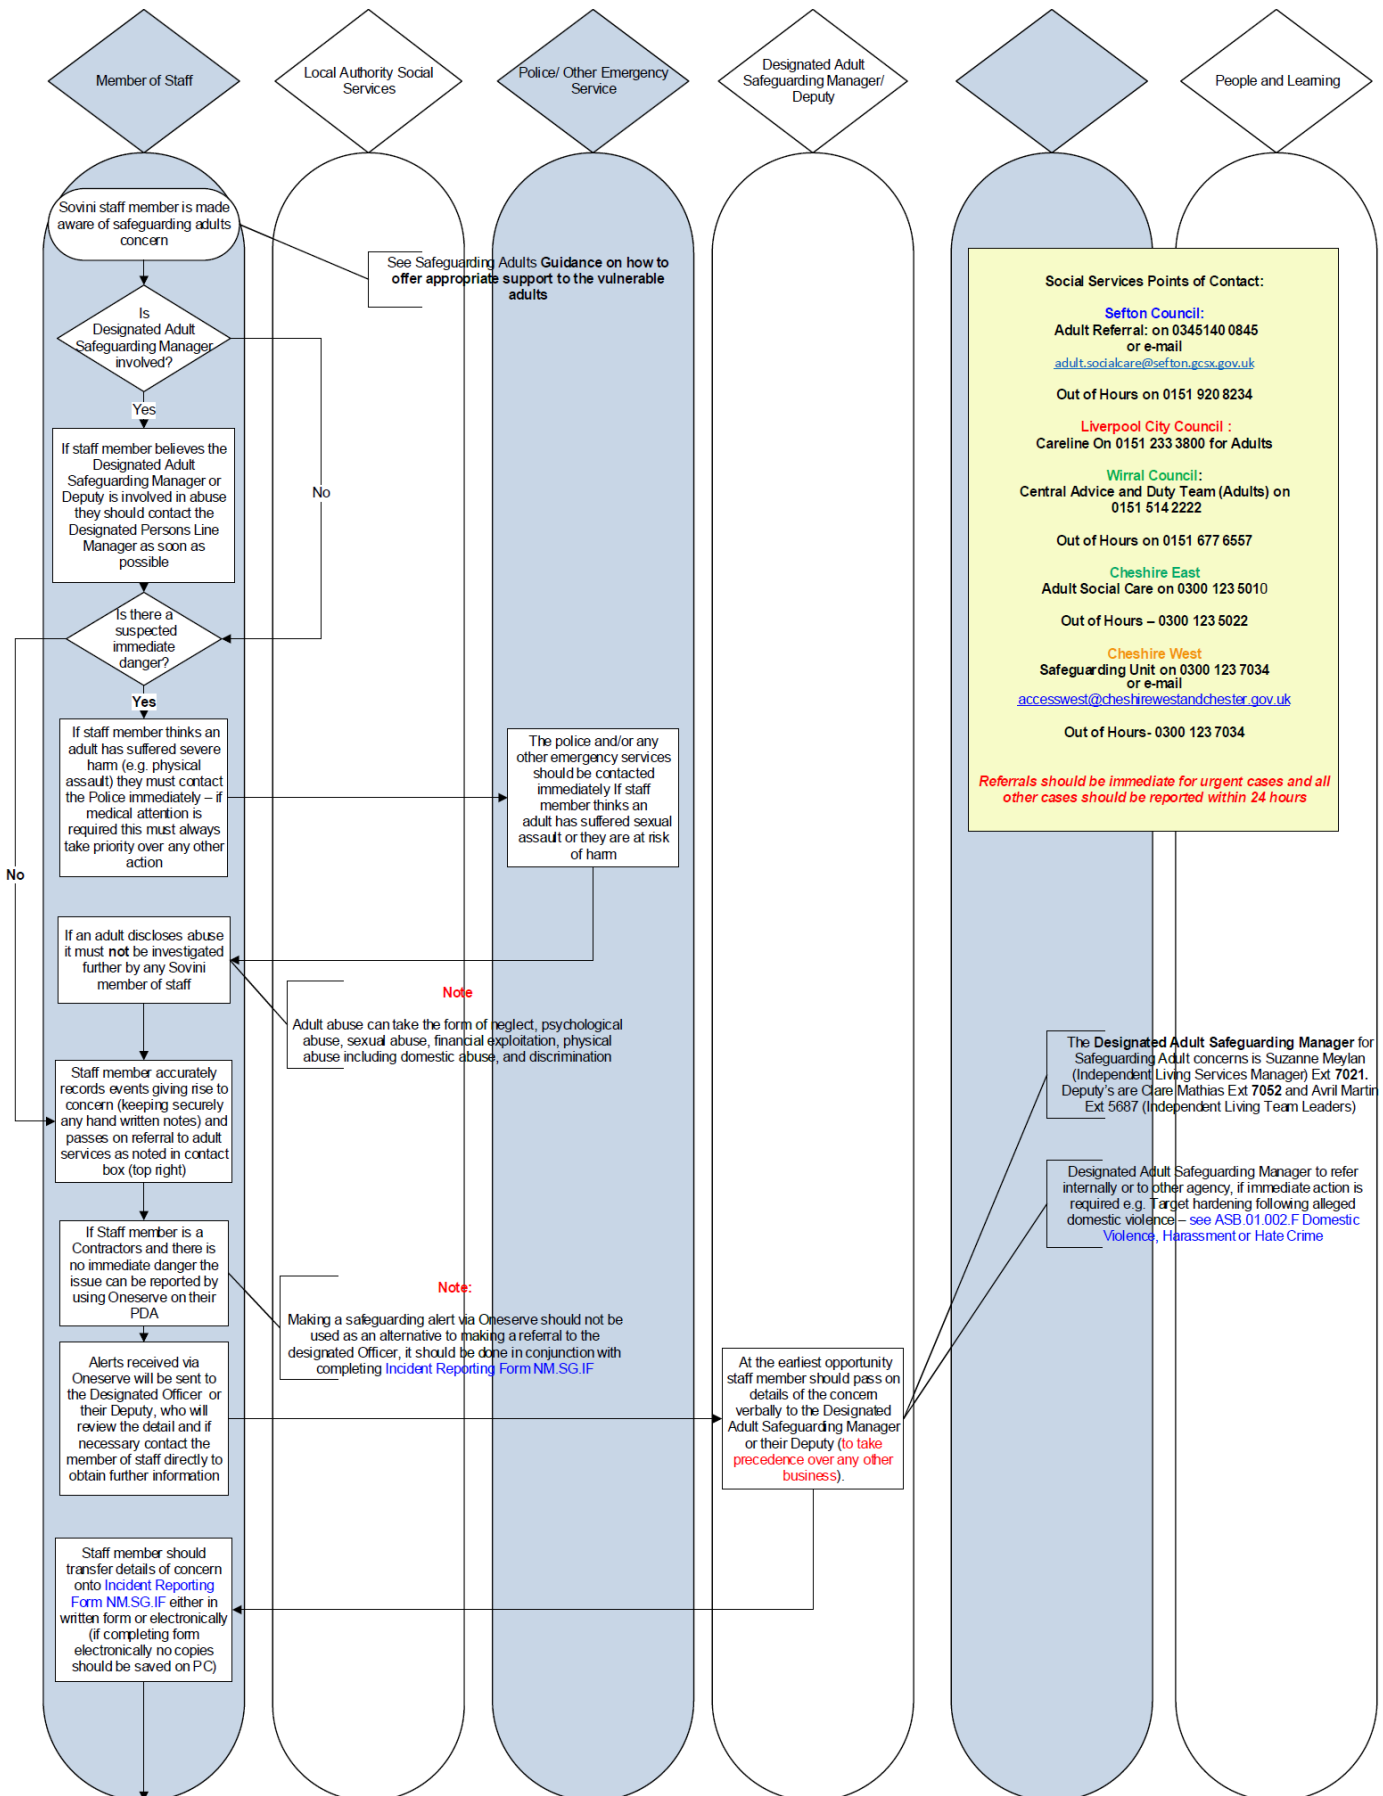 Member of Staff
Local Authority Social
Services
Police/ Other Emergency
Service
Designated Adult
Safeguarding Manager/
Deputy
People and Learning
Sovini staff member is made
aware of safeguarding adults
concern
See Safeguarding Adults Guidance on how to
offer appropriate support to the vulnerable
adults
Is
Designated Adult
Safeguarding Manager
involved?
Yes
No
If staff member believes the
Designated Adult
Safeguarding Manager or
Deputy is involved in abuse
they should contact the
Designated Persons Line
Manager as soon as
possible
Is there a
suspected
immediate
danger?
Yes
No
If staff member thinks an
adult has suffered severe
harm (e.g. physical
assault) they must contact
the Police immediately – if
medical attention is
required this must always
take priority over any other
action
The police and/or any
other emergency services
should be contacted
immediately If staff
member thinks an
adult has suffered sexual
assault or they are at risk
of harm
If an adult discloses abuse
it must not be investigated
further by any Sovini
member of staff
Note
Adult abuse can take the form of neglect, psychological
abuse, sexual abuse, financial exploitation, physical
abuse including domestic abuse, and discrimination
Staff member accurately
records events giving rise to
concern (keeping securely
any hand written notes) and
passes on referral to adult
services as noted in contact
box (top right)
If Staff member is a
Contractors and there is
no immediate danger the
issue can be reported by
using Oneserve on their
PDA
Note:
Making a safeguarding alert via Oneserve should not be
used as an alternative to making a referral to the
designated Officer, it should be done in conjunction with
completing Incident Reporting Form NM.SG.IF
Alerts received via
Oneserve will be sent to
the Designated Officer or
their Deputy, who will
review the detail and if
necessary contact the
member of staff directly to
obtain further information
At the earliest opportunity
staff member should pass on
details of the concern
verbally to the Designated
Adult Safeguarding Manager
or their Deputy (to take
precedence over any other
business).
Staff member should
transfer details of concern
onto Incident Reporting
Form NM.SG.IF either in
written form or electronically
(if completing form
electronically no copies
should be saved on PC)
Social Services Points of Contact:
Sefton Council:
Adult Referral: on 0345140 0845
or e-mail
adult.socialcare@sefton.gcsx.gov.uk
Out of Hours on 0151 920 8234
Liverpool City Council :
Careline On 0151 233 3800 for Adults
Wirral Council:
Central Advice and Duty Team (Adults) on
0151 514 2222
Out of Hours on 0151 677 6557
Cheshire East
Adult Social Care on 0300 123 5010
Out of Hours – 0300 123 5022
Cheshire West
Safeguarding Unit on 0300 123 7034
or e-mail
accesswest@cheshirewestandchester.gov.uk
Out of Hours- 0300 123 7034
Referrals should be immediate for urgent cases and all
other cases should be reported within 24 hours
The Designated Adult Safeguarding Manager for
Safeguarding Adult concerns is Suzanne Meylan
(Independent Living Services Manager) Ext 7021.
Deputy's are Clare Mathias Ext 7052 and Avril Martin
Ext 5687 (Independent Living Team Leaders)
Designated Adult Safeguarding Manager to refer
internally or to other agency, if immediate action is
required e.g. Target hardening following alleged
domestic violence – see ASB.01.002.F Domestic
Violence, Harassment or Hate Crime